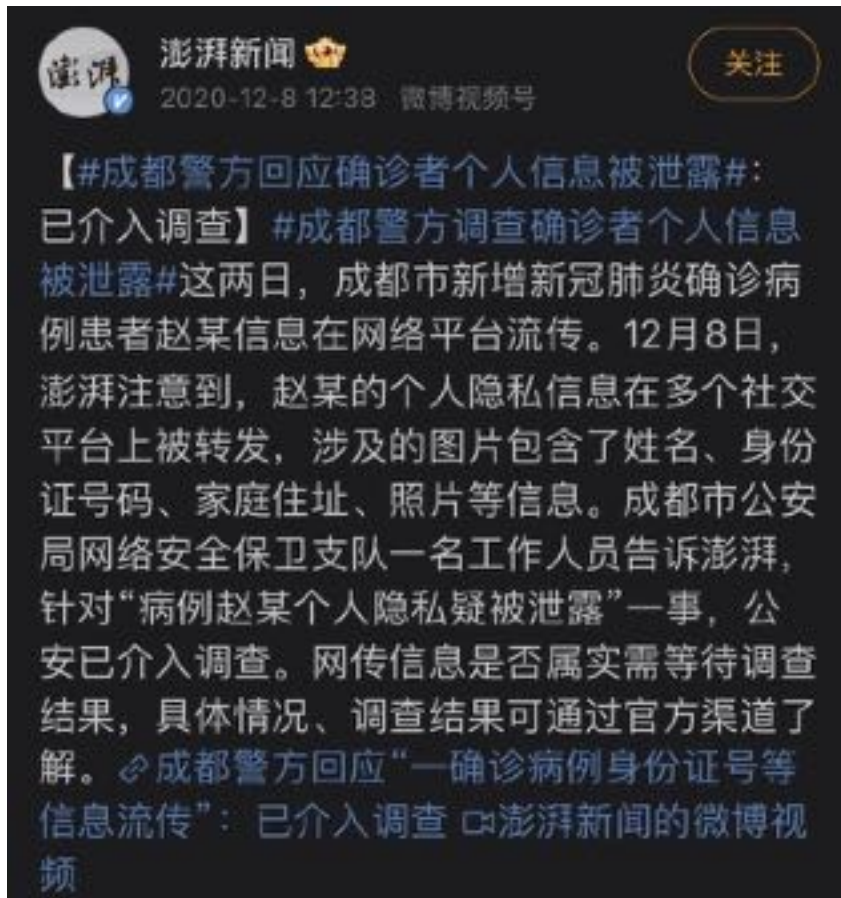 澎湃
澎湃新闻
关注
2020-12-8 12:38 微博视频号
【#成都警方回应确诊者个人信息被泄露#：
已介入调查】#成都警方调查确诊者个人信息
被泄露#这两日，成都市新增新冠肺炎确诊病
例患者赵某信息在网络平台流传。12月8日，
澎湃注意到，赵某的个人隐私信息在多个社交
平台上被转发，涉及的图片包含了姓名、身份
证号码、家庭住址、照片等信息。成都市公安
局网络安全保卫支队一名工作人员告诉澎湃，
针对“病例赵某个人隐私疑被泄露”一事，公
安已介入调查。网传信息是否属实需等待调查
结果，具体情况、调查结果可通过官方渠道了
解。成都警方回应“一确诊病例身份证号等
信息流传”：已介入调查 澎湃新闻的微博视
频